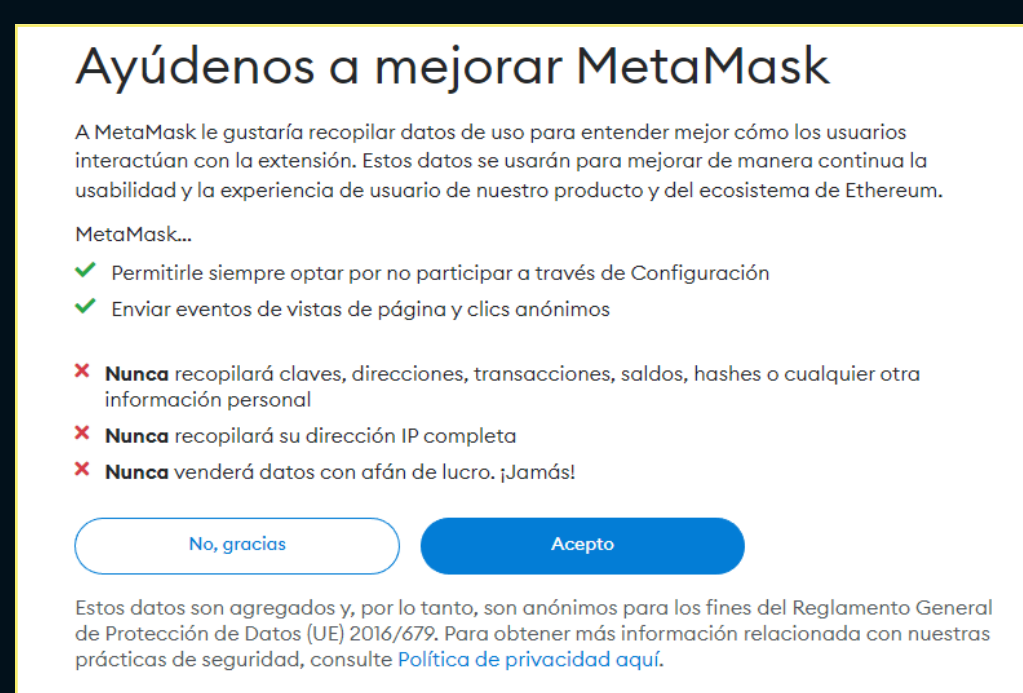 Ayúdenos a mejorar MetaMask
A MetaMask le gustaría recopilar datos de uso para entender mejor cómo los usuarios
interactúan con la extensión. Estos datos se usarán para mejorar de manera continua la
usabilidad y la experiencia de usuario de nuestro producto y del ecosistema de Ethereum.
MetaMask...
Permitirle siempre optar por no participar a través de Configuración
Enviar eventos de vistas de página y clics anónimos
Nunca recopilará claves, direcciones, transacciones, saldos, hashes o cualquier otra
información personal
Nunca recopilará su dirección IP completa
Nunca venderá datos con afán de lucro. ¡Jamás!
No, gracias
Acepto
Estos datos son agregados y, por lo tanto, son anónimos para los fines del Reglamento General
de Protección de Datos (UE) 2016/679. Para obtener más información relacionada con nuestras
prácticas de seguridad, consulte Política de privacidad aquí.